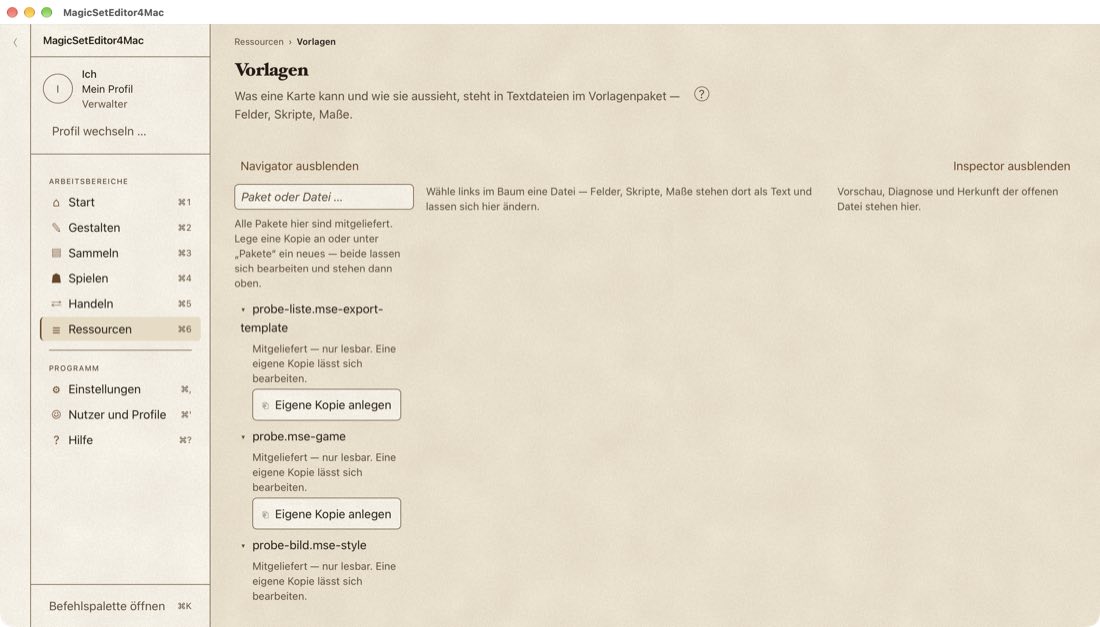 MagicSetEditor4Mac
MagicSetEditor4Mac
I
Ich
Mein Profil
Verwalter
Profil wechseln ...
ARBEITSBEREICHE
Start ⌘1
Gestalten ⌘2
Sammeln ⌘3
Spielen ⌘4
Handeln ⌘5
Ressourcen ⌘6
PROGRAMM
Einstellungen ⌘,
Nutzer und Profile ⌘'
Hilfe ⌘?
Befehlspalette öffnen ⌘K
Ressourcen › Vorlagen
Vorlagen
Was eine Karte kann und wie sie aussieht, steht in Textdateien im Vorlagenpaket —
Felder, Skripte, Maße.
?
Navigator ausblenden
Inspector ausblenden
Paket oder Datei ...
Alle Pakete hier sind mitgeliefert.
Lege eine Kopie an oder unter
„Pakete“ ein neues — beide lassen
sich bearbeiten und stehen dann
oben.
probe-liste.mse-export-
template
Mitgeliefert — nur lesbar. Eine
eigene Kopie lässt sich
bearbeiten.
Eigene Kopie anlegen
probe.mse-game
Mitgeliefert — nur lesbar. Eine
eigene Kopie lässt sich
bearbeiten.
Eigene Kopie anlegen
probe-bild.mse-style
Mitgeliefert — nur lesbar. Eine
eigene Kopie lässt sich
bearbeiten.
Wähle links im Baum eine Datei — Felder, Skripte, Maße stehen dort als Text und
lassen sich hier ändern.
Vorschau, Diagnose und Herkunft der offenen
Datei stehen hier.